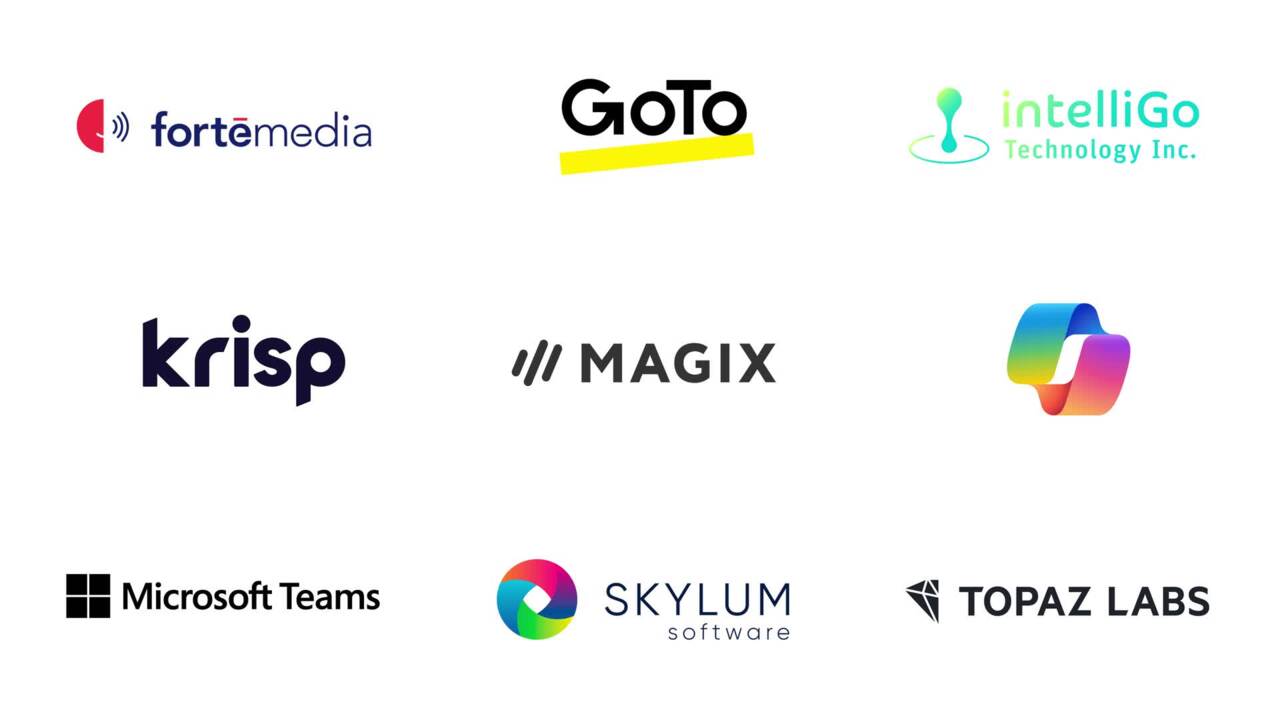 fortēmedia
GoTo
intelliGo
Technology Inc.
krisp
MAGIX
Microsoft Teams
SKYLUM
software
TOPAZ LABS